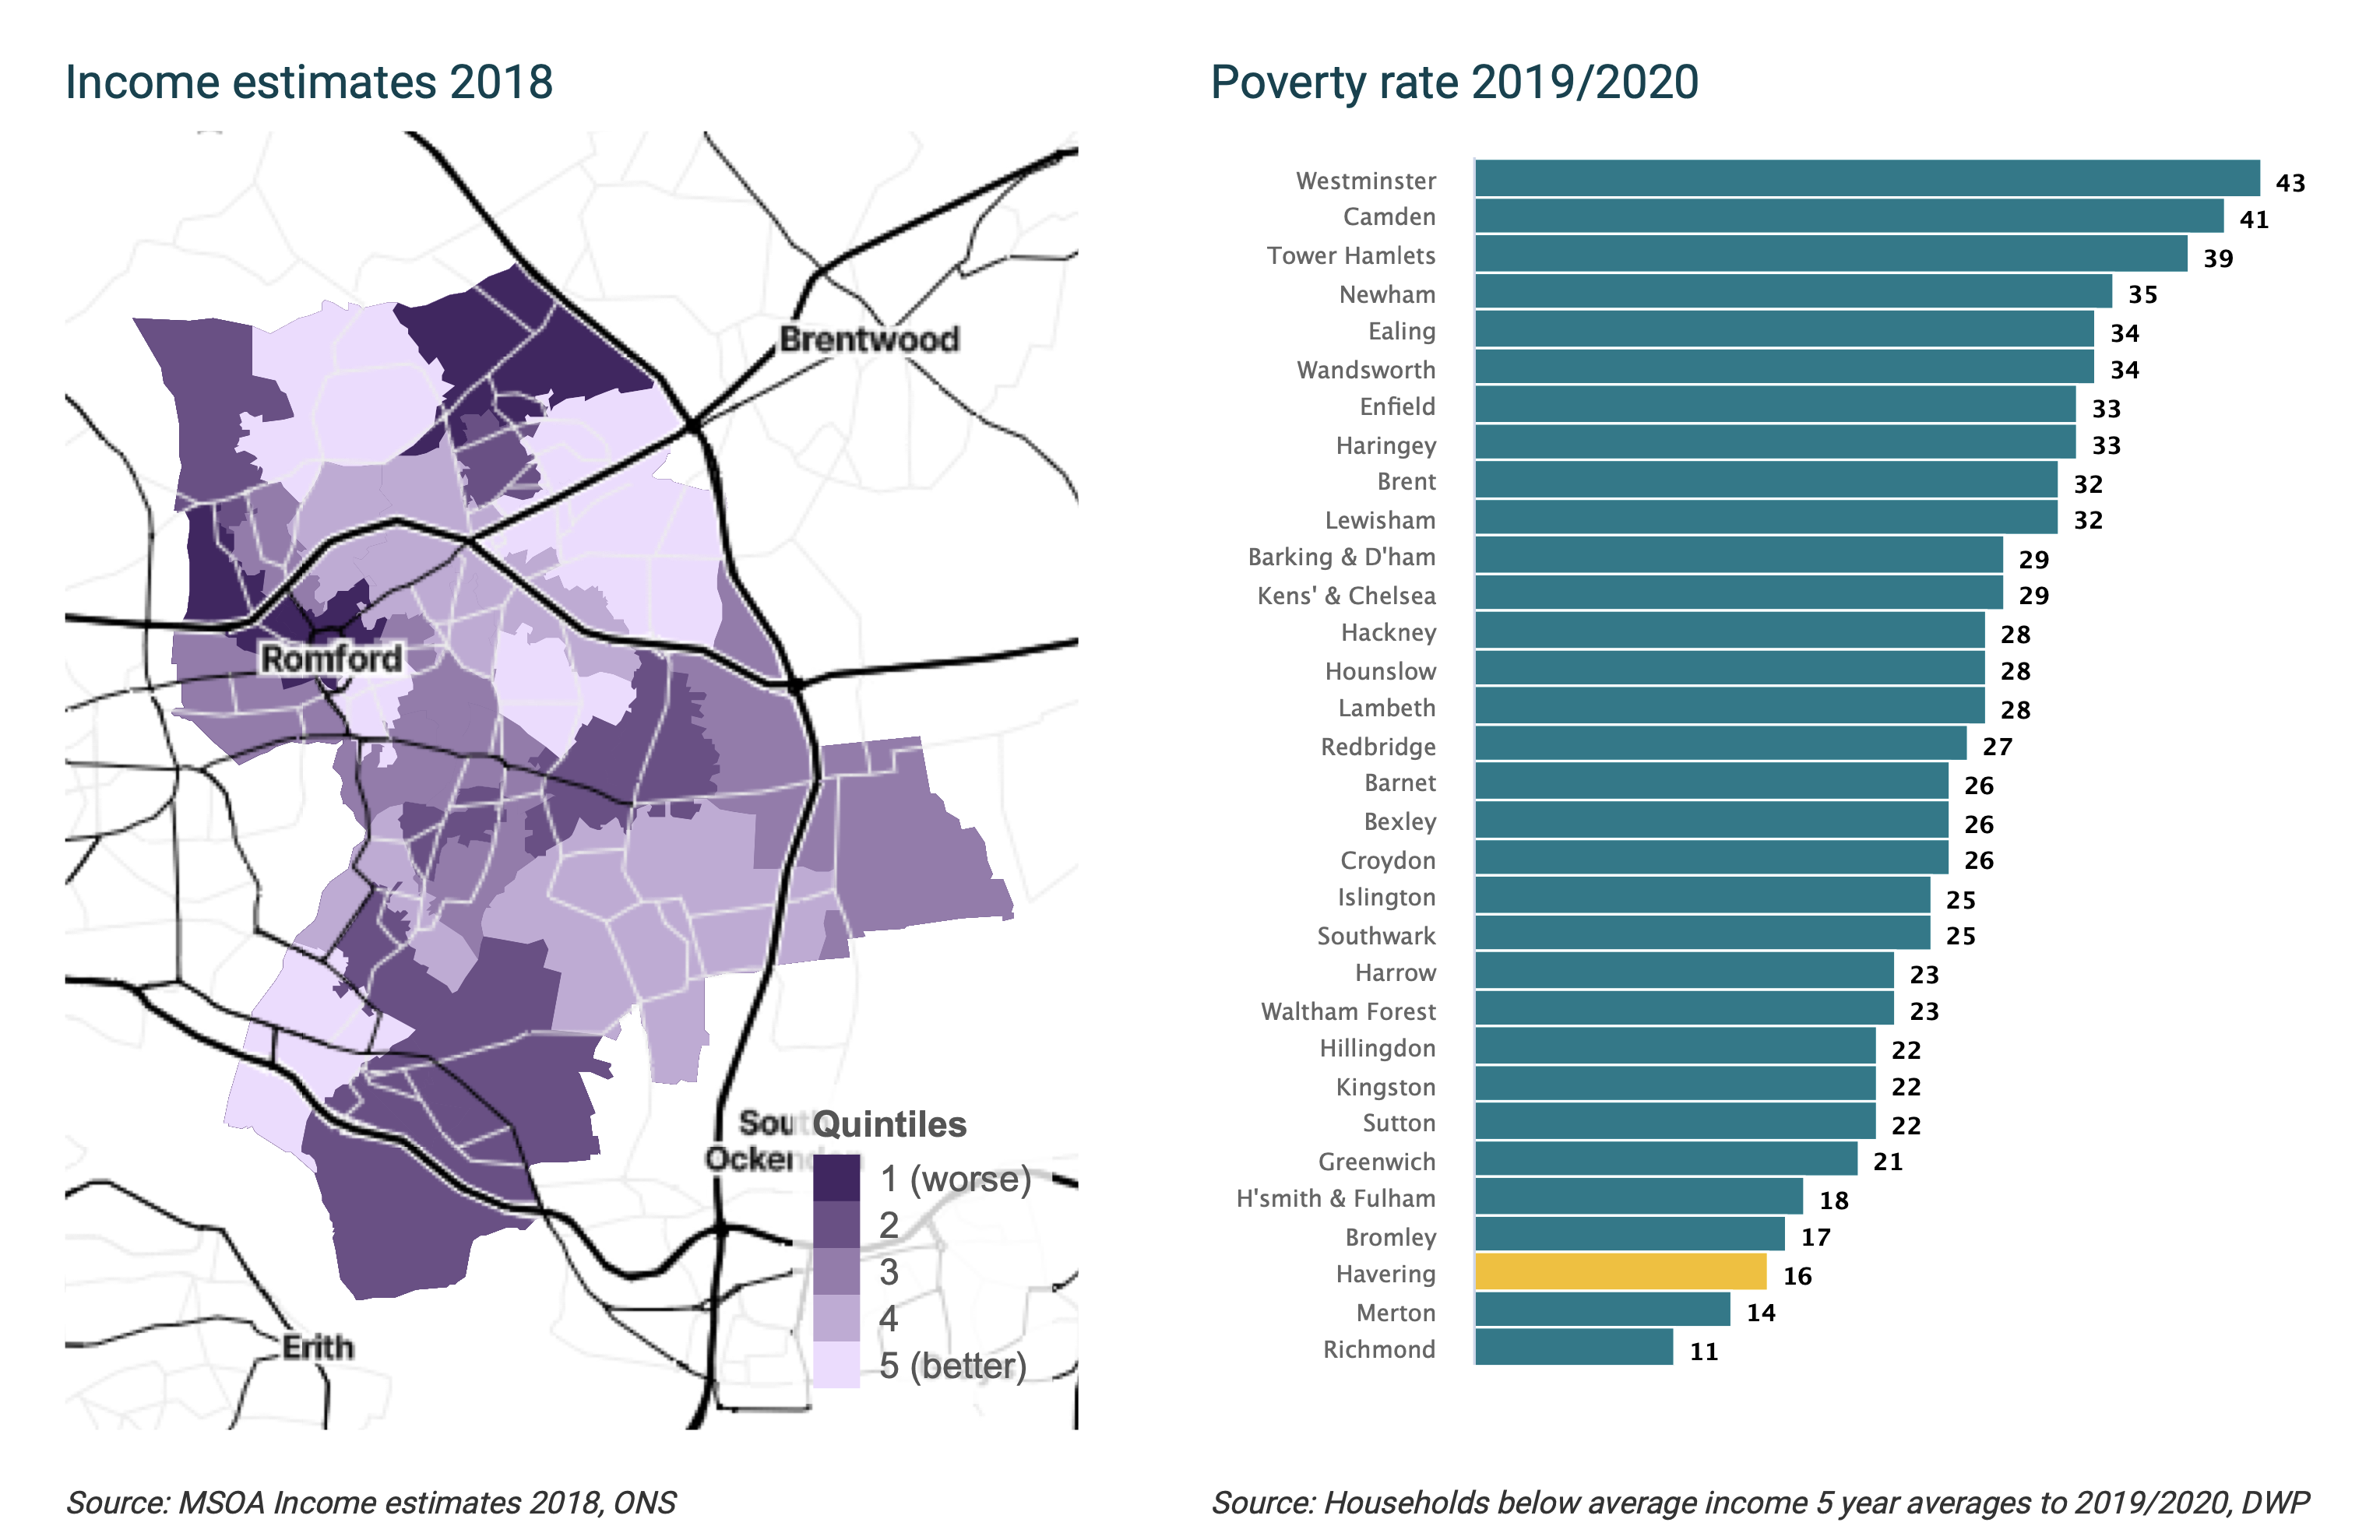 Income estimates 2018
Brentwood
Romford
Erith
Quintiles
1 (worse)
2
3
4
5 (better)
Source: MSOA Income estimates 2018, ONS
Poverty rate 2019/2020
Westminster 43
Camden 41
Tower Hamlets 39
Newham 35
Ealing 34
Wandsworth 34
Enfield 33
Haringey 33
Brent 32
Lewisham 32
Barking & D'ham 29
Kens' & Chelsea 29
Hackney 28
Hounslow 28
Lambeth 28
Redbridge 27
Barnet 26
Bexley 26
Croydon 26
Islington 25
Southwark 25
Harrow 23
Waltham Forest 23
Hillingdon 22
Kingston 22
Sutton 22
Greenwich 21
H'smith & Fulham 18
Bromley 17
Havering 16
Merton 14
Richmond 11
Source: Households below average income 5 year averages to 2019/2020, DWP